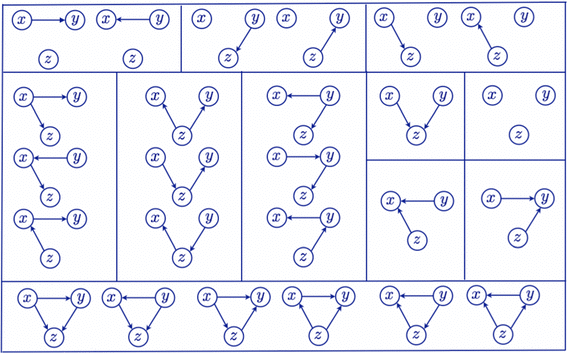 x y x y x y x y x y x y
z z z z z z
x y x y x y x y x y
z z z z z
x y x y x y
z z z
x y x y
x y x y x y
z z
z z z
x y x y x y x y x y x y
z z z z z z